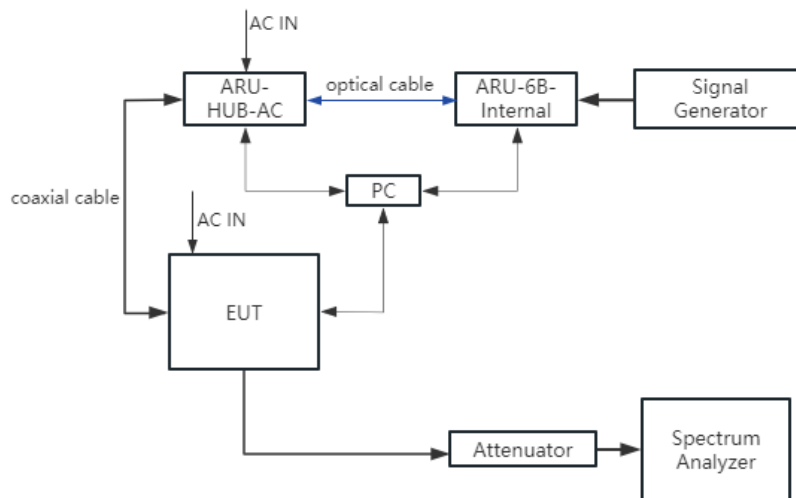 AC IN
ARU-
HUB-AC
optical cable
ARU-6B-
Internal
Signal
Generator
PC
coaxial cable
AC IN
EUT
Attenuator
Spectrum
Analyzer